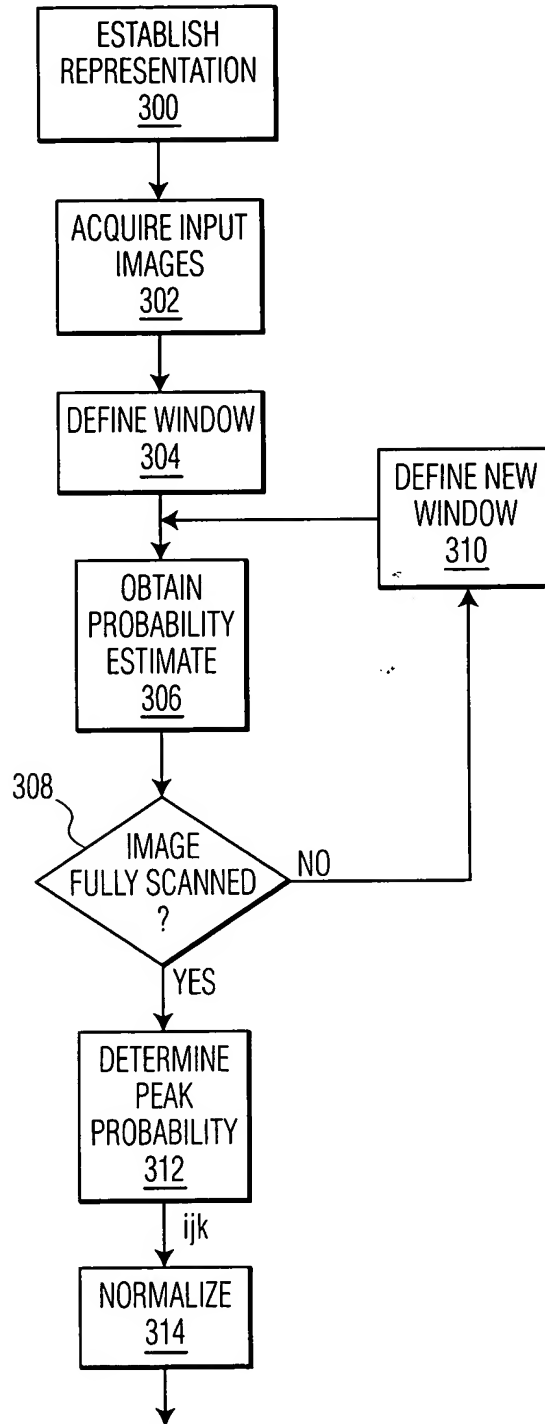 ESTABLISH
REPRESENTATION
300
ACQUIRE INPUT
IMAGES
302
DEFINE WINDOW
304
DEFINE NEW
WINDOW
310
OBTAIN
PROBABILITY
ESTIMATE
306
308
IMAGE
FULLY SCANNED
?
NO
YES
DETERMINE
PEAK
PROBABILITY
312
ijk
NORMALIZE
314